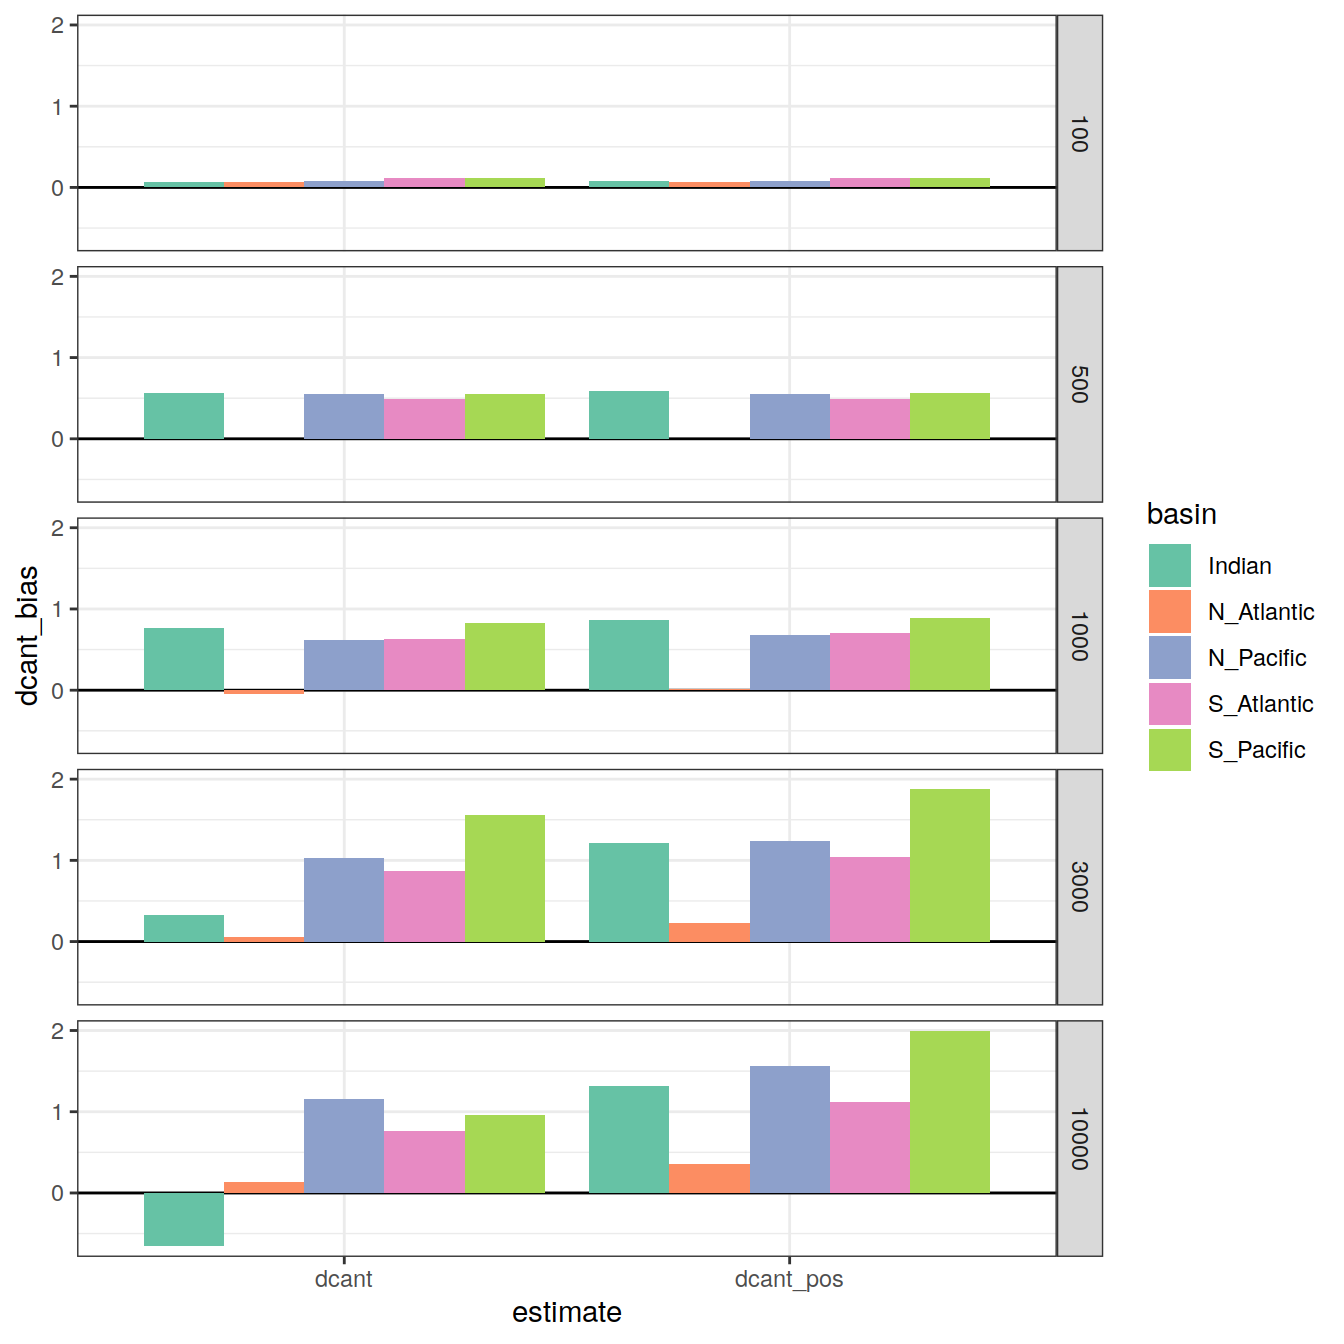 2
1
0
100
2
1
0
500
2
1
0
1000
2
1
0
3000
2
1
0
10000
dcant_bias
dcant
dcant_pos
estimate
basin
Indian
N_Atlantic
N_Pacific
S_Atlantic
S_Pacific